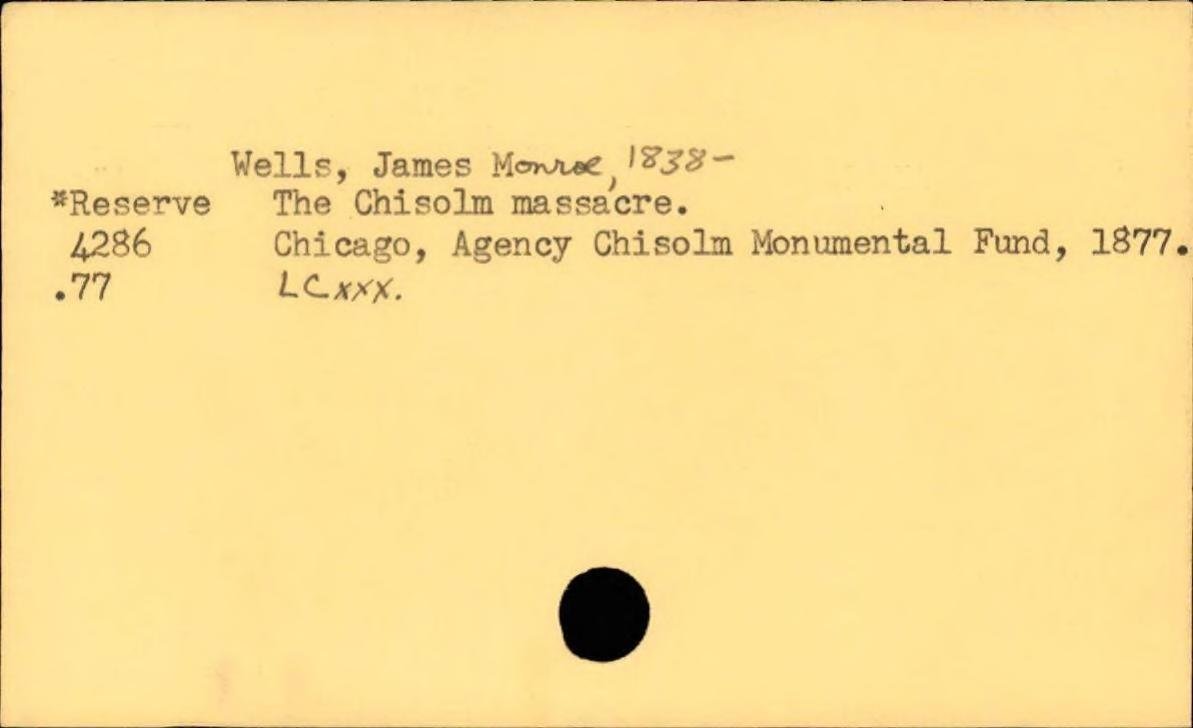 Wells, James Monroe, 1838-
*Reserve The Chisolm massacre.
4286 Chicago, Agency Chisolm Monumental Fund, 1877.
.77 LCxxx.